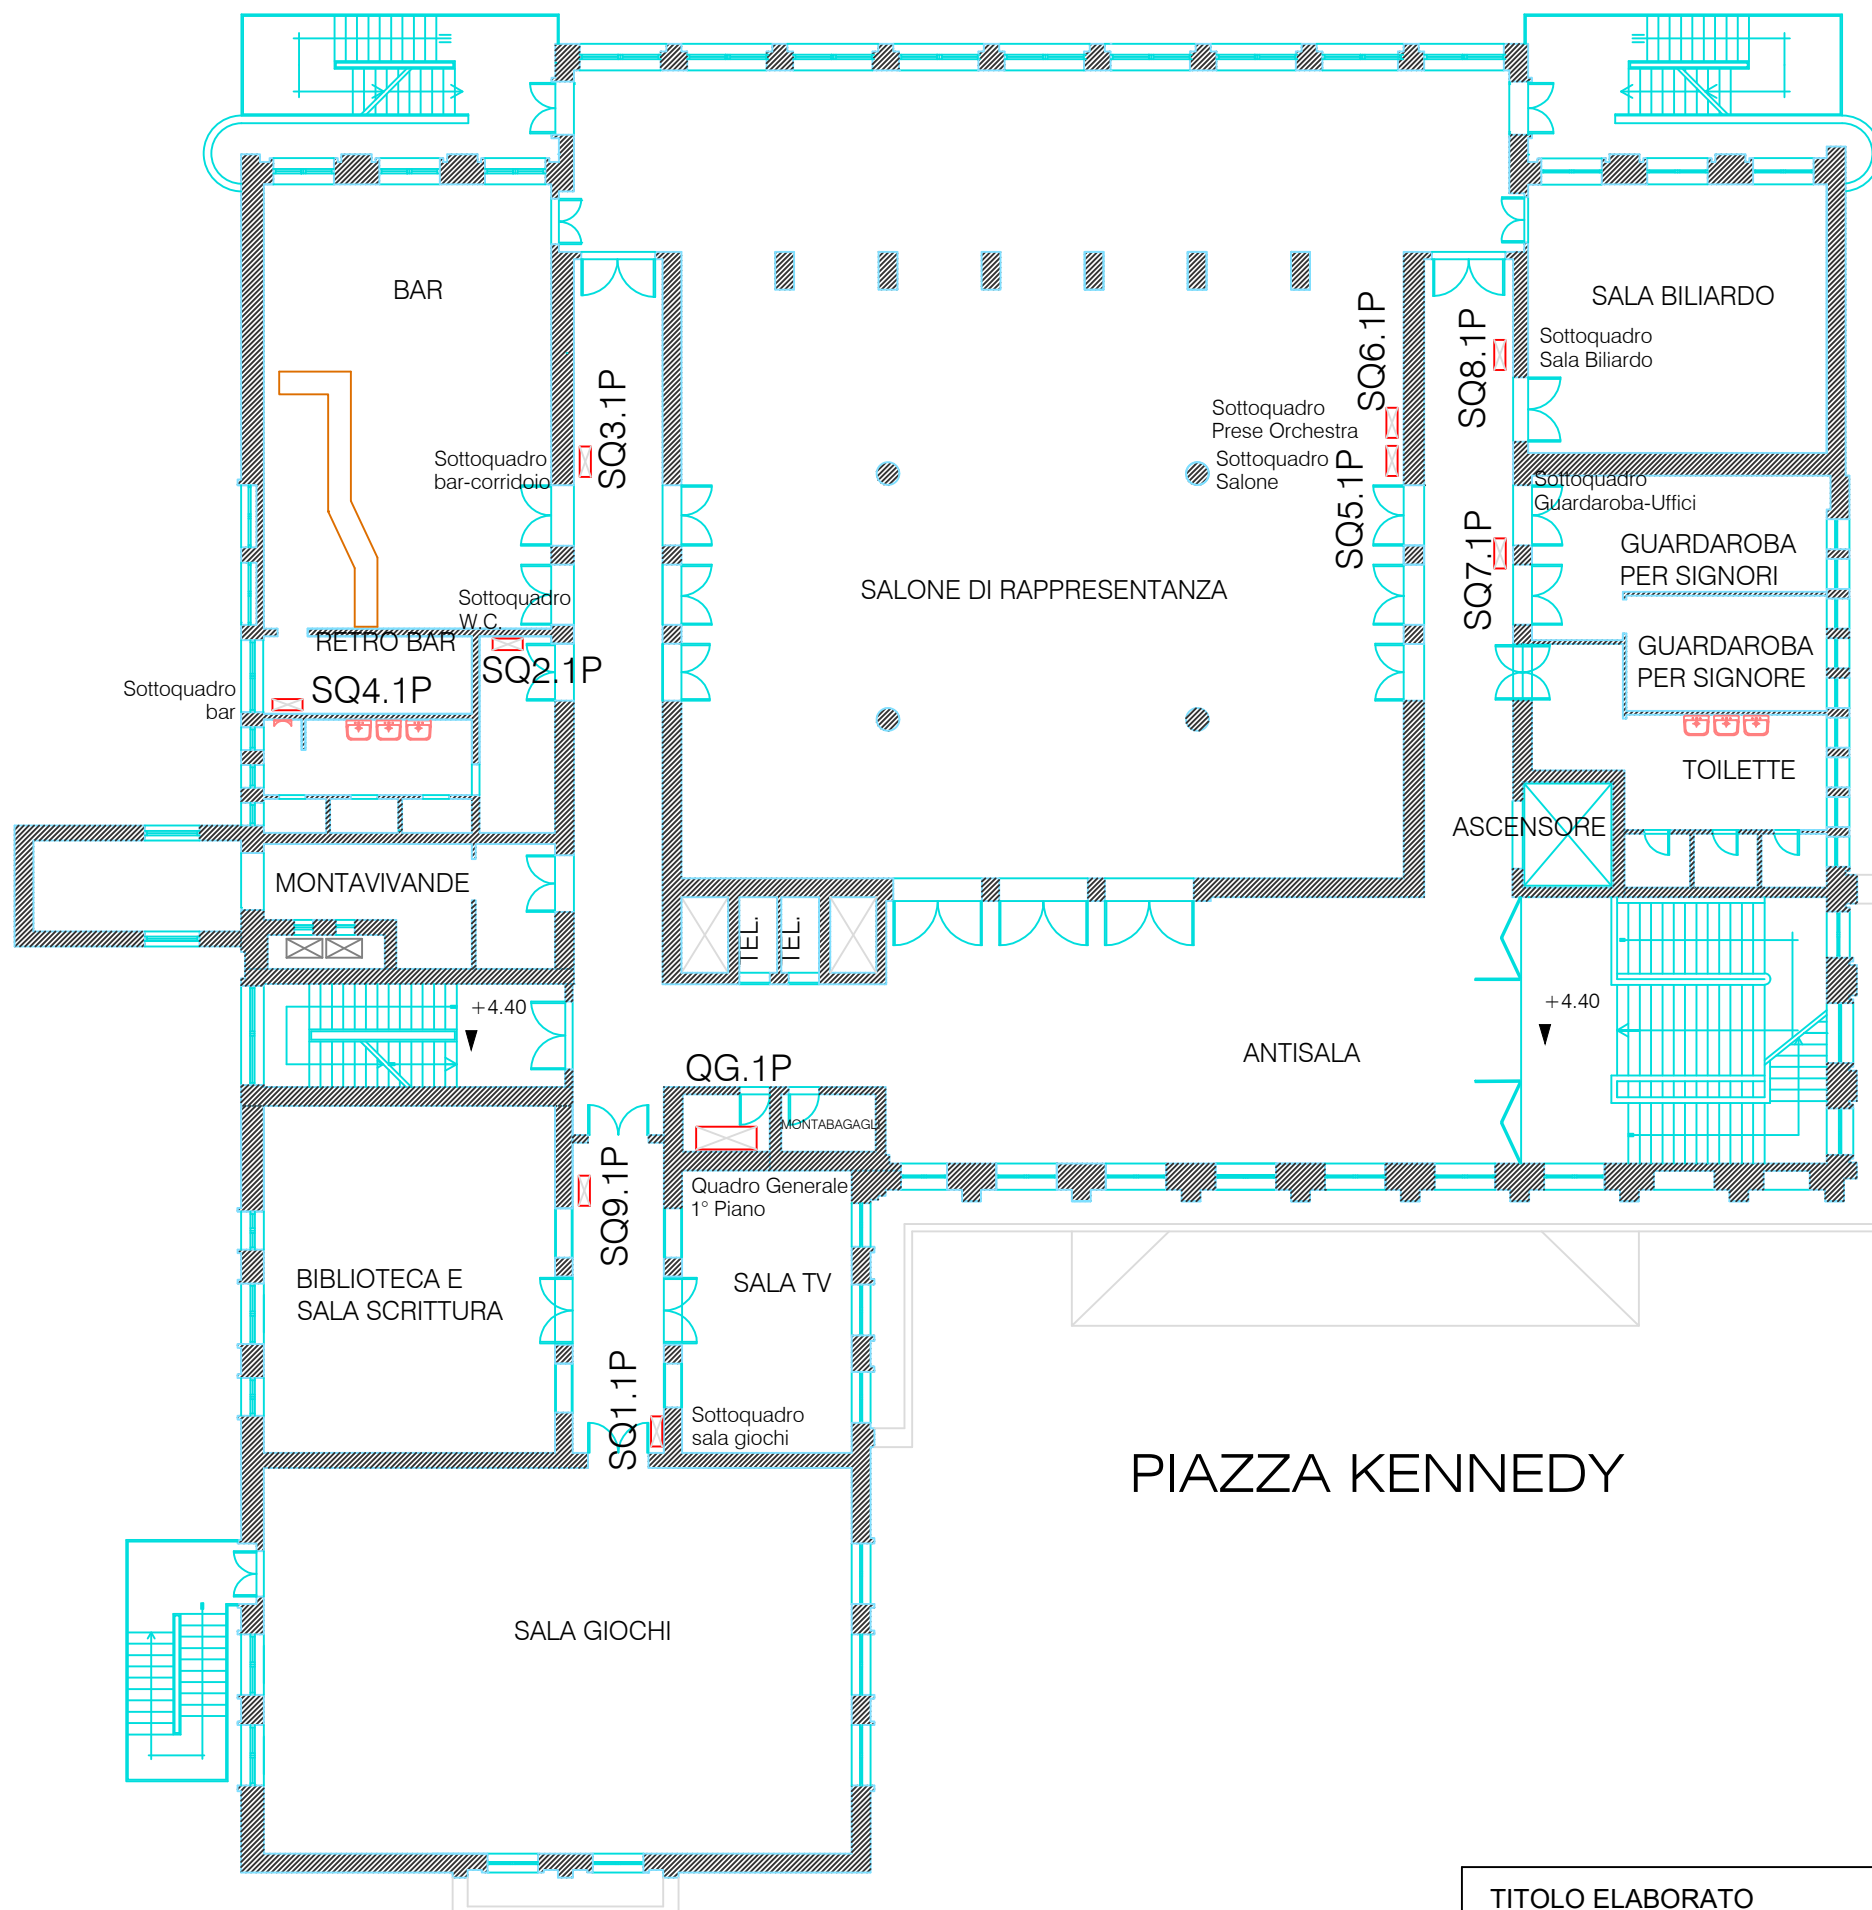 BAR
SALA BILIARDO
SQ6.1P
SQ8.1P
Sottoquadro
Sala Biliardo
SQ3.1P
Sottoquadro
Prese Orchestra
Sottoquadro
bar-corridoio
Sottoquadro
Salone
SQ5.1P
Sottoquadro
Guardaroba-Uffici
SQ7.1P
GUARDAROBA
PER SIGNORI
SALONE DI RAPPRESENTANZA
Sottoquadro
W.C.
RETRO BAR
SQ2.1P
GUARDAROBA
PER SIGNORE
Sottoquadro
bar
SQ4.1P
TOILETTE
ASCENSORE
MONTAVIVANDE
TEL.
TEL.
+4.40
+4.40
ANTISALA
QG.1P
MONTABAGAGLI
SQ9.1P
Quadro Generale
1° Piano
BIBLIOTECA E
SALA SCRITTURA
SALA TV
SQ1.1P
Sottoquadro
sala giochi
PIAZZA KENNEDY
SALA GIOCHI
TITOLO ELABORATO